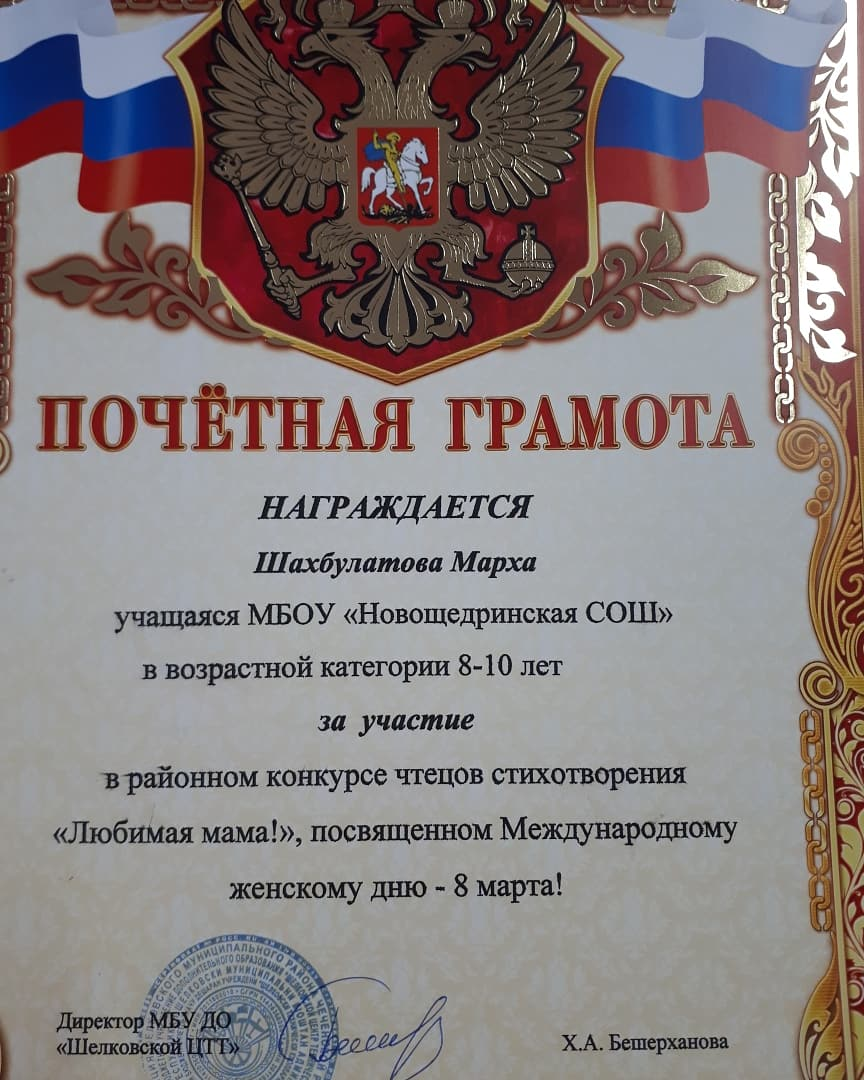 ПОЧЁТНАЯ ГРАМОТА
НАГРАЖДАЕТСЯ
Шахбулатова Марха
учащаяся МБОУ «Новощедринская СОШ»
в возрастной категории 8-10 лет
за участие
в районном конкурсе чтецов стихотворения
«Любимая мама!», посвященном Международному
женскому дню - 8 марта!
Директор МБУ ДО
«Шелковской ЦТТ»
Х.А. Бешерханова